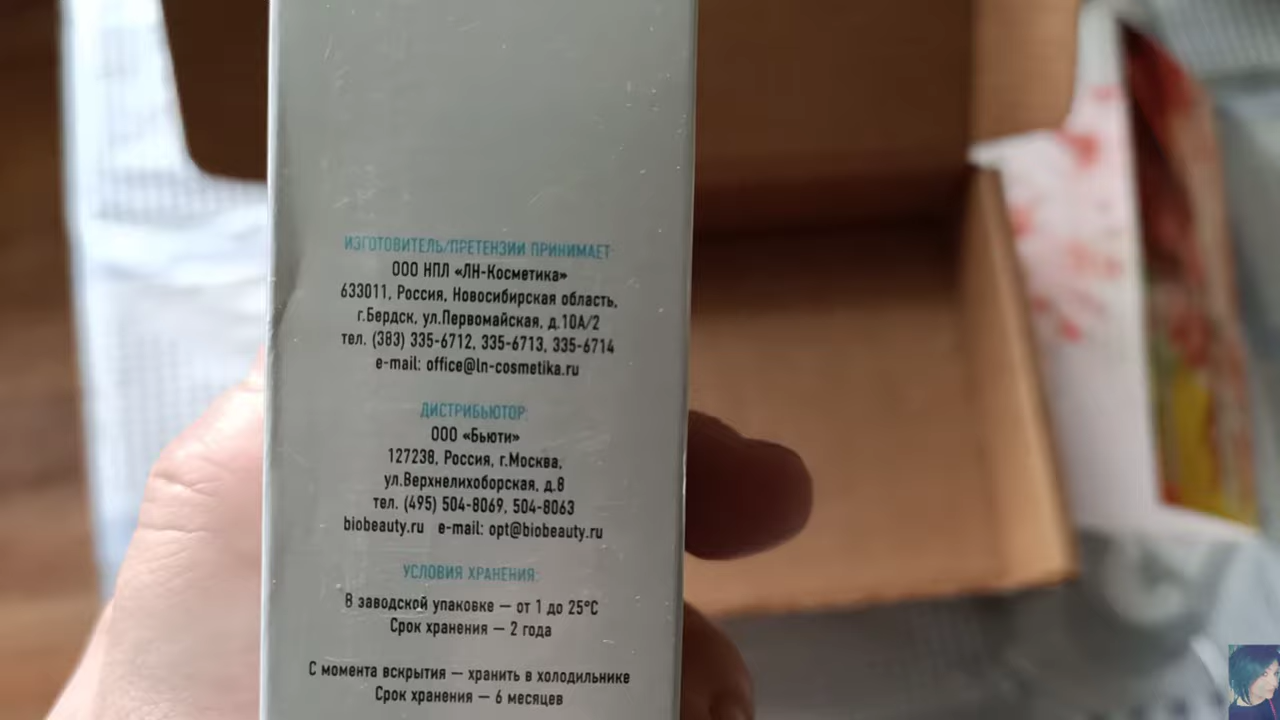 ИЗГОТОВИТЕЛЬ/ПРЕТЕНЗИИ ПРИНИМАЕТ:
ООО НПЛ «ЛН-Косметика»
633011, Россия, Новосибирская область,
г.Бердск, ул.Первомайская, д.10А/2
тел. (383) 335-6712, 335-6713, 335-6714
e-mail: office@ln-cosmetika.ru
ДИСТРИБЬЮТОР:
ООО «Бьюти»
127238, Россия, г.Москва,
ул.Верхнелихоборская, д.8
тел. (495) 504-8069, 504-8063
biobeauty.ru e-mail: opt@biobeauty.ru
УСЛОВИЯ ХРАНЕНИЯ:
В заводской упаковке — от 1 до 25°С
Срок хранения — 2 года
С момента вскрытия — хранить в холодильнике
Срок хранения — 6 месяцев